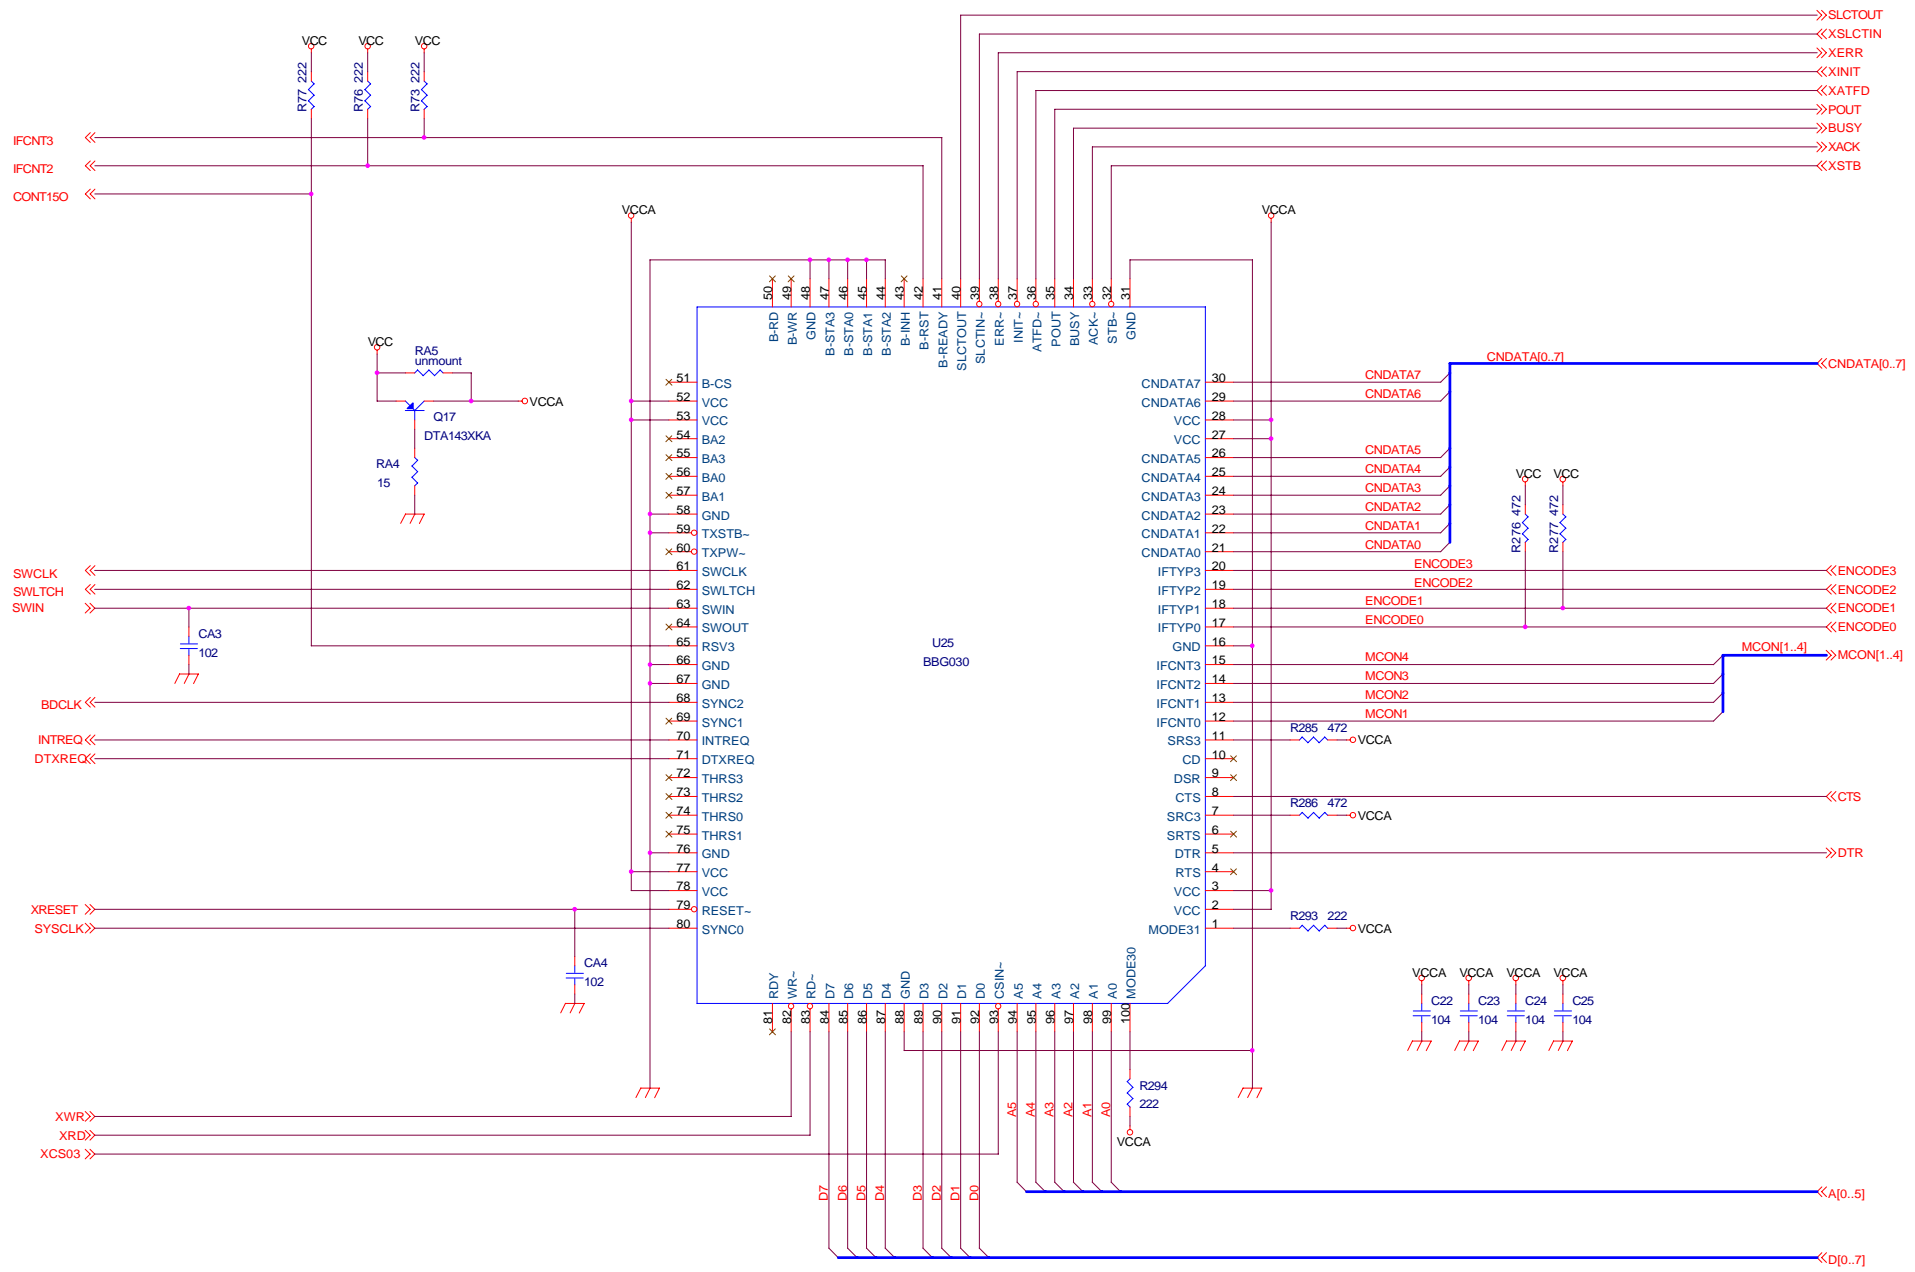 SLCTOUT
XSLCTIN
XERR
XINIT
XATFD
POUT
BUSY
XACK
XSTB
VCC
VCC
VCC
R77 222
R76 222
R73 222
IFCNT3
IFCNT2
CONT15O
VCCA
VCCA
50
49
48
47
46
45
44
43
42
41
40
39
38
37
36
35
34
33
32
31
B-RD
B-WR
GND
B-STA3
B-STA0
B-STA1
B-STA2
B-INH
B-RST
B-READY
SLCTOUT
SLCTIN~
ERR~
INIT~
ATFD~
POUT
BUSY
ACK~
STB~
GND
VCC
RA5
unmount
VCCA
Q17
DTA143XKA
RA4
15
51 B-CS
52 VCC
53 VCC
54 BA2
55 BA3
56 BA0
57 BA1
58 GND
59 TXSTB~
60 TXPW~
61 SWCLK
62 SWLTCH
63 SWIN
64 SWOUT
65 RSV3
66 GND
67 GND
68 SYNC2
69 SYNC1
70 INTREQ
71 DTXREQ
72 THRS3
73 THRS2
74 THRS0
75 THRS1
76 GND
77 VCC
78 VCC
79 RESET~
80 SYNC0
SWCLK
SWLTCH
SWIN
CA3
102
BDCLK
INTREQ
DTXREQ
XRESET
SYSCLK
CA4
102
U25
BBG030
CNDATA7 30
CNDATA6 29
VCC 28
VCC 27
CNDATA5 26
CNDATA4 25
CNDATA3 24
CNDATA2 23
CNDATA1 22
CNDATA0 21
IFTYP3 20
IFTYP2 19
IFTYP1 18
IFTYP0 17
GND 16
IFCNT3 15
IFCNT2 14
IFCNT1 13
IFCNT0 12
SRS3 11
CD 10
DSR 9
CTS 8
SRC3 7
SRTS 6
DTR 5
RTS 4
VCC 3
VCC 2
MODE31 1
CNDATA[0..7]
CNDATA[0..7]
CNDATA7
CNDATA6
CNDATA5
CNDATA4
CNDATA3
CNDATA2
CNDATA1
CNDATA0
VCC
VCC
R276 472
R277 472
ENCODE3
ENCODE2
ENCODE1
ENCODE0
ENCODE3
ENCODE2
ENCODE1
ENCODE0
MCON[1..4]
MCON[1..4]
MCON4
MCON3
MCON2
MCON1
R285 472
VCCA
CTS
R286 472
VCCA
DTR
R293 222
VCCA
VCCA
VCCA
VCCA
VCCA
C22
104
C23
104
C24
104
C25
104
RDY
WR~
RD~
D7
D6
D5
D4
GND
D3
D2
D1
D0
CSIN~
A5
A4
A3
A2
A1
A0
MODE30
81
82
83
84
85
86
87
88
89
90
91
92
93
94
95
96
97
98
99
100
R294
222
VCCA
XWR
XRD
XCS03
A5
A4
A3
A2
A1
A0
D7
D6
D5
D4
D3
D2
D1
D0
A[0..5]
D[0..7]